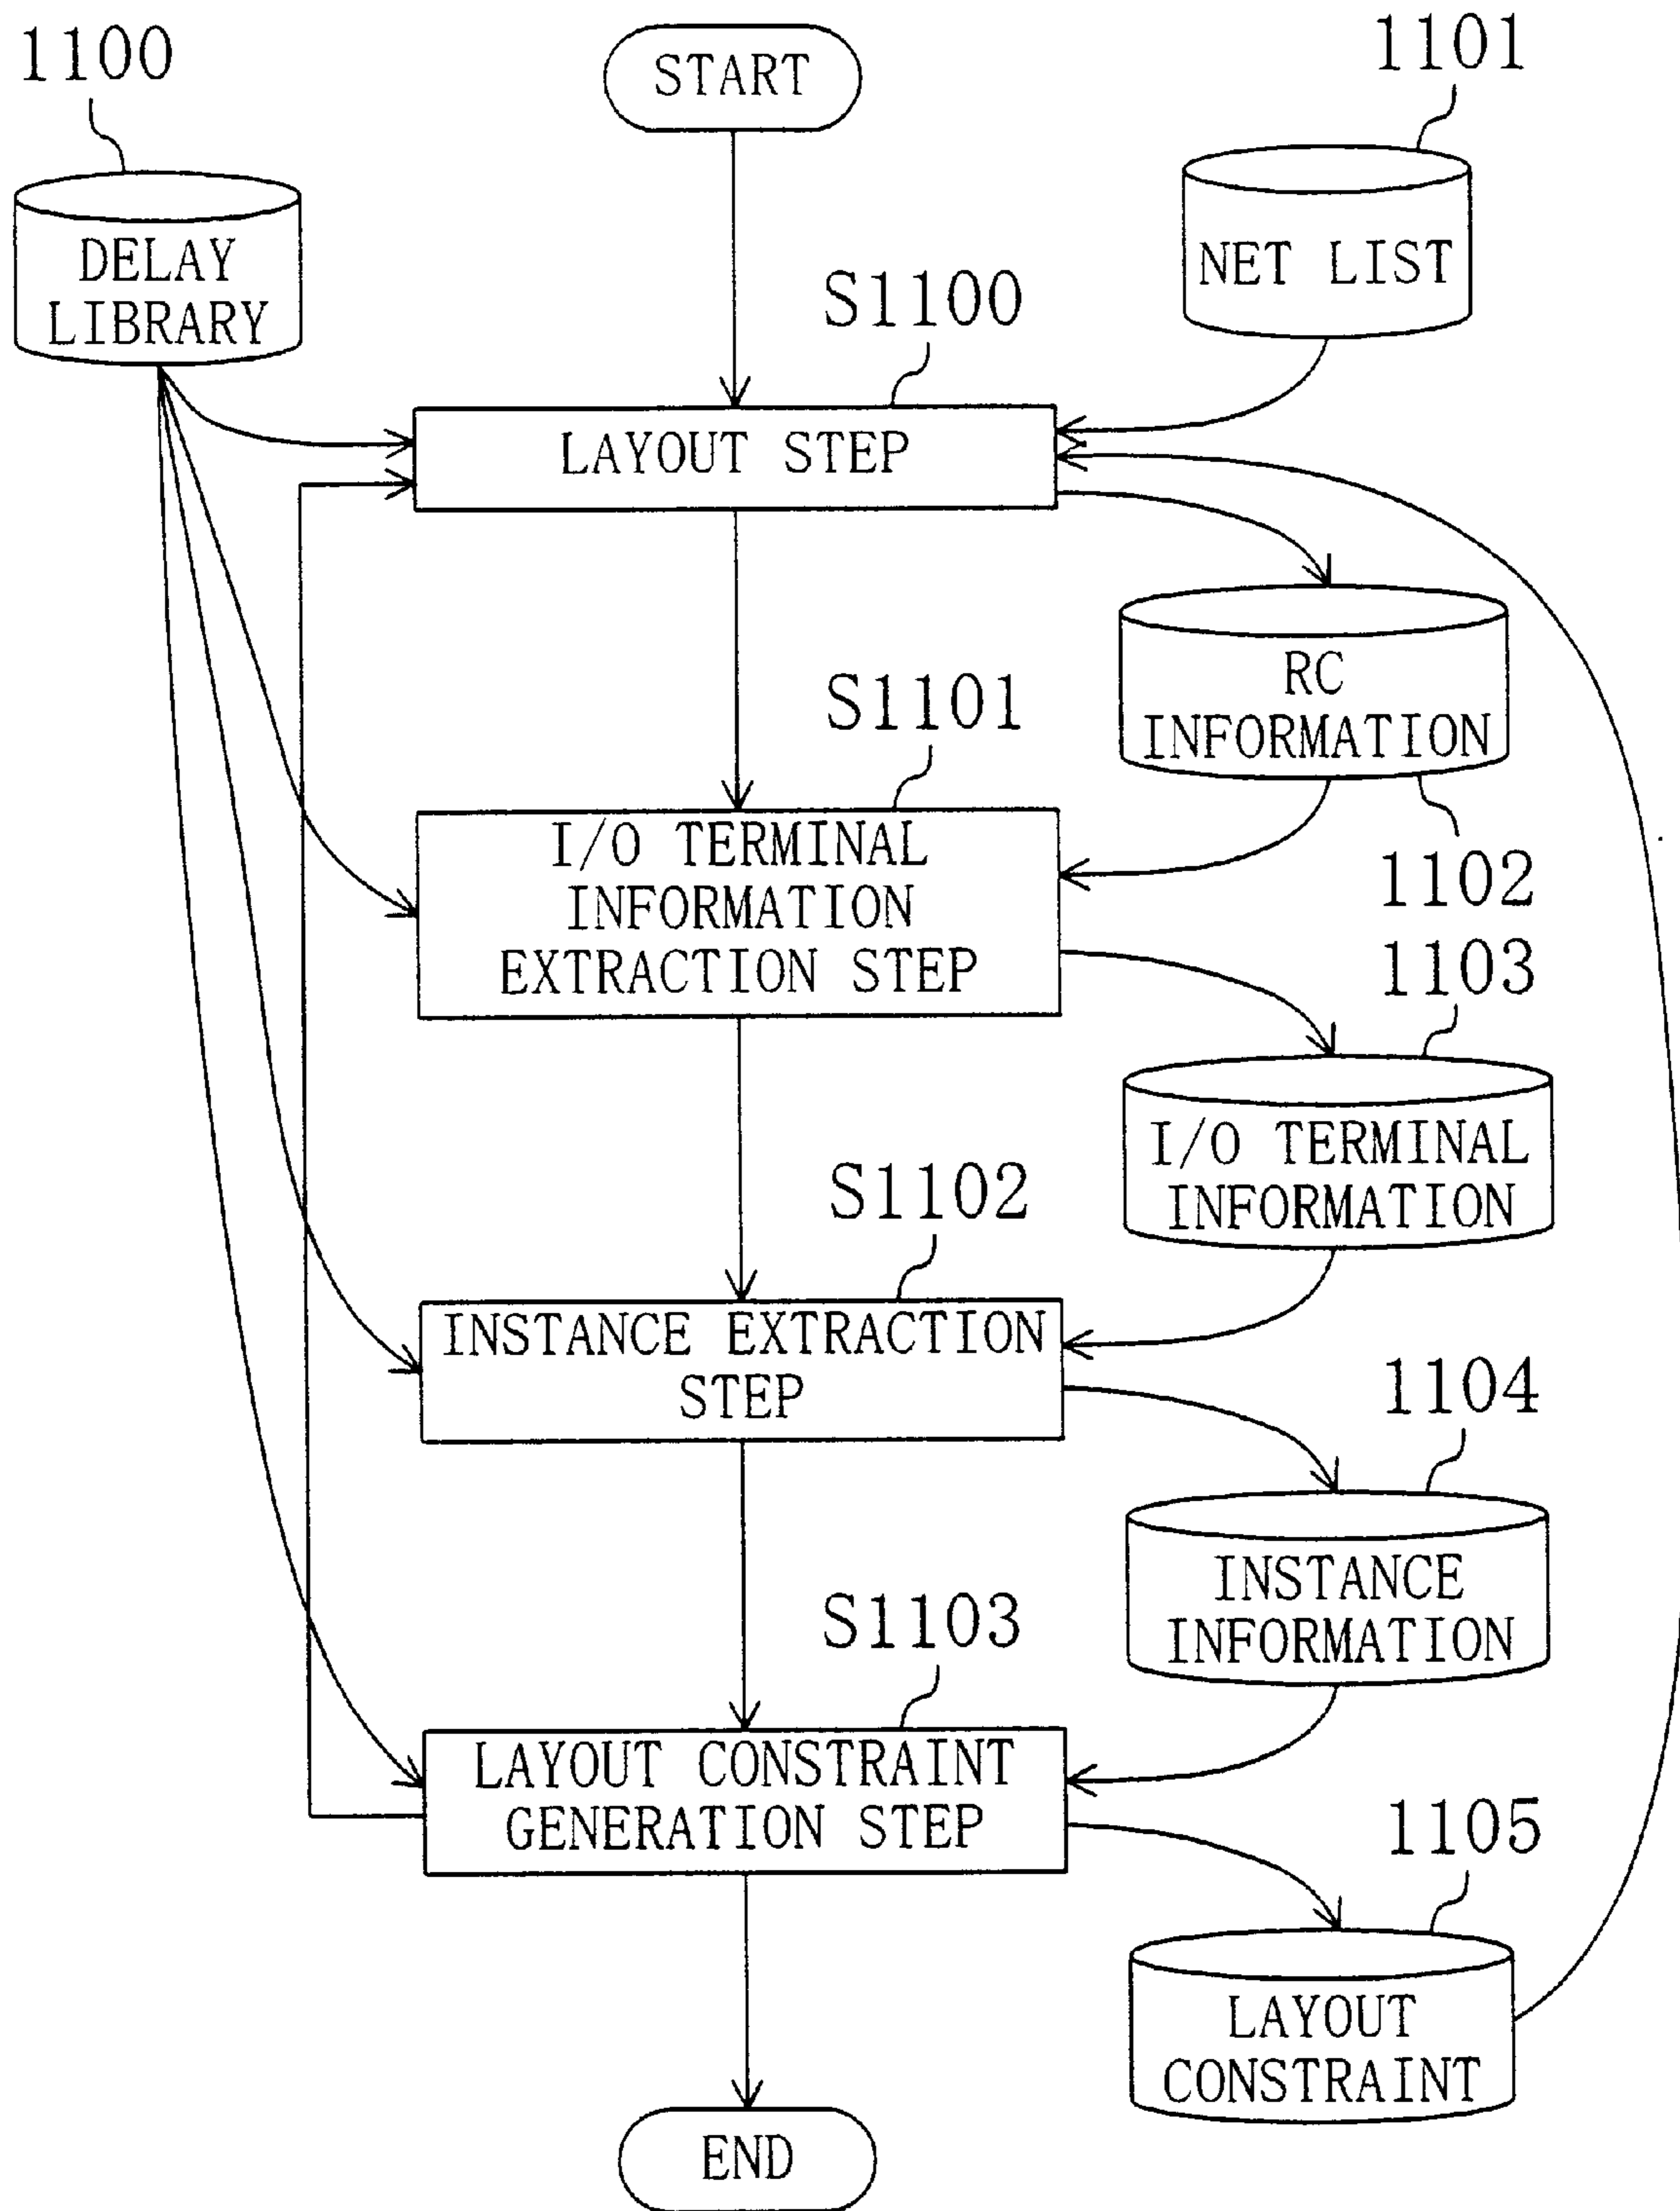 1100
START
1101
DELAY
LIBRARY
NET LIST
S1100
LAYOUT STEP
RC
INFORMATION
1102
S1101
I/O TERMINAL
INFORMATION
EXTRACTION STEP
1103
I/O TERMINAL
INFORMATION
S1102
INSTANCE EXTRACTION
STEP
1104
INSTANCE
INFORMATION
S1103
LAYOUT CONSTRAINT
GENERATION STEP
1105
LAYOUT
CONSTRAINT
END